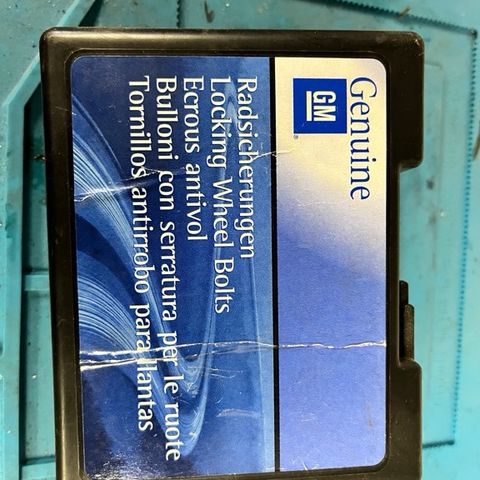 Genuine
GM
Radsicherungen
Locking Wheel Bolts
Ecrous antivol
Bulloni con serratura per le ruote
Tornillos antirrobo para llantas